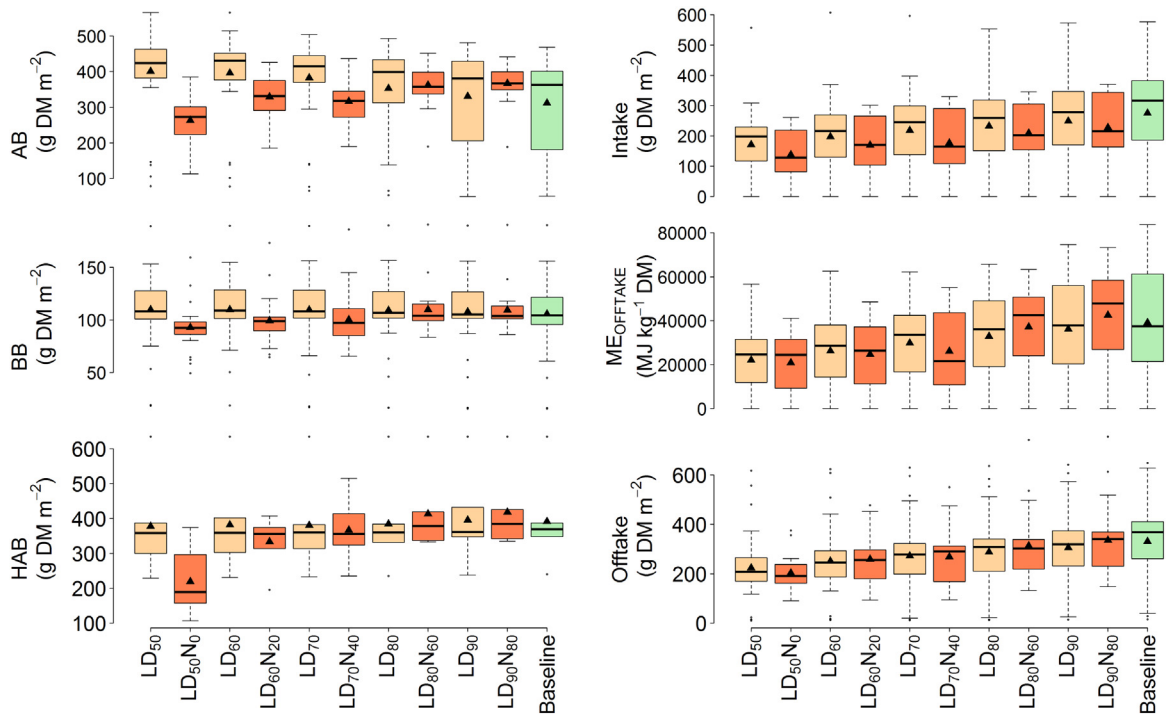 AB
(g DM m⁻²)
500
400
300
200
100
BB
(g DM m⁻²)
150
100
50
HAB
(g DM m⁻²)
600
500
400
300
200
100
LD₅₀
LD₅₀N₀
LD₆₀
LD₆₀N₂₀
LD₇₀
LD₇₀N₄₀
LD₈₀
LD₈₀N₆₀
LD₉₀
LD₉₀N₈₀
Baseline
Intake
(g DM m⁻²)
600
500
400
300
200
100
0
ME_OFFTAKE
(MJ kg⁻¹ DM)
80000
60000
40000
20000
0
Offtake
(g DM m⁻²)
600
400
200
0
LD₅₀
LD₅₀N₀
LD₆₀
LD₆₀N₂₀
LD₇₀
LD₇₀N₄₀
LD₈₀
LD₈₀N₆₀
LD₉₀
LD₉₀N₈₀
Baseline